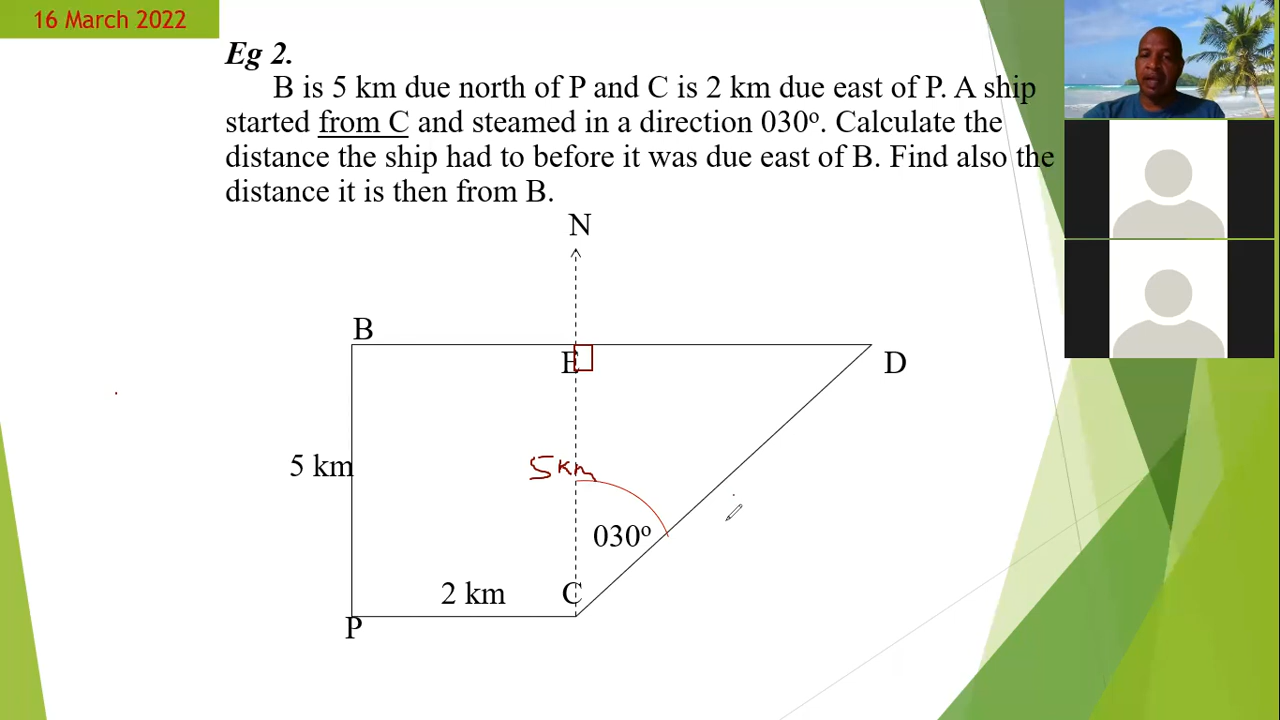 16 March 2022
Eg 2.
B is 5 km due north of P and C is 2 km due east of P. A ship
started from C and steamed in a direction 030º. Calculate the
distance the ship had to before it was due east of B. Find also the
distance it is then from B.
N
B
E
D
5 km
5km
030º
2 km
C
P